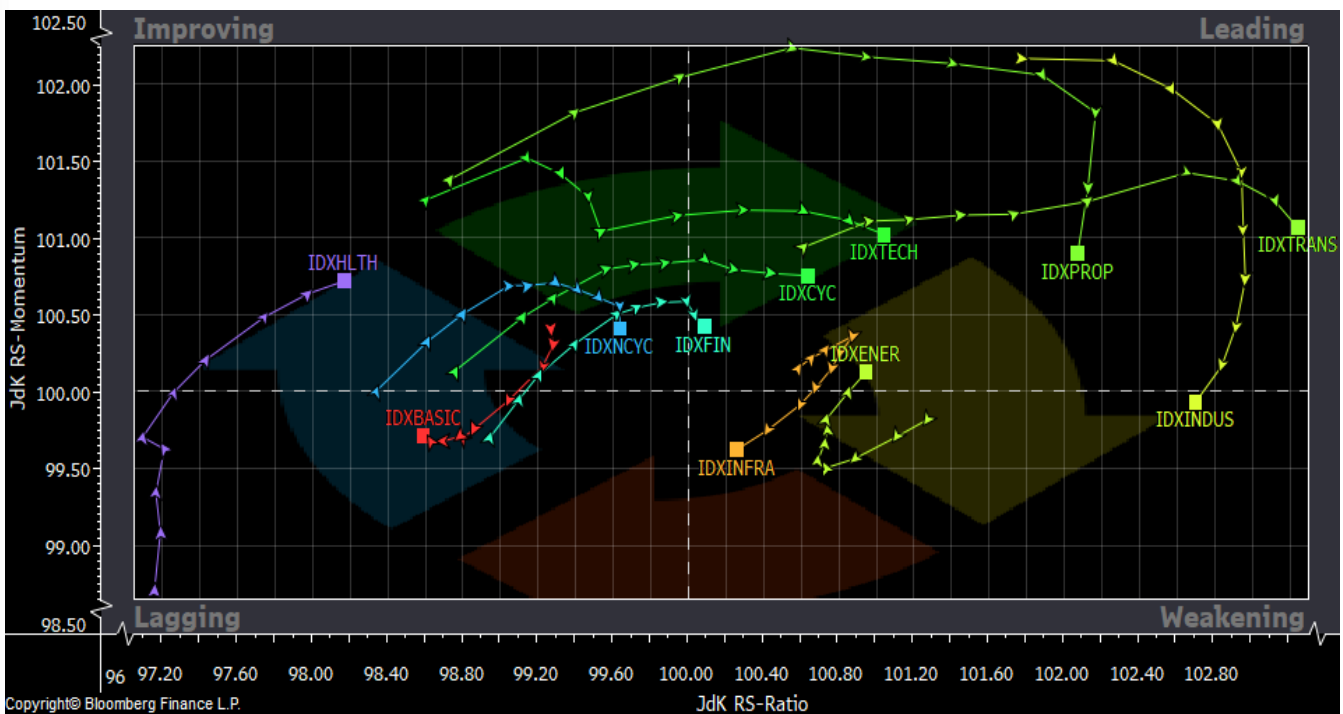 102.50
Improving
Leading
102.00
101.50
101.00
100.50
100.00
99.50
99.00
98.50
JdK RS-Momentum
IDXHLTH
IDXTECH
IDXTRANS
IDXPROP
IDXCYC
IDXNCYC
IDXFIN
IDXENER
IDXBASIC
IDXINDUS
IDXINFRA
Lagging
Weakening
96 97.20 97.60 98.00 98.40 98.80 99.20 99.60 100.00 100.40 100.80 101.20 101.60 102.00 102.40 102.80
Copyright© Bloomberg Finance L.P.
JdK RS-Ratio